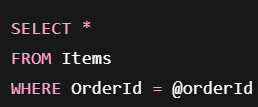 SELECT *
FROM Items
WHERE OrderId = @orderId